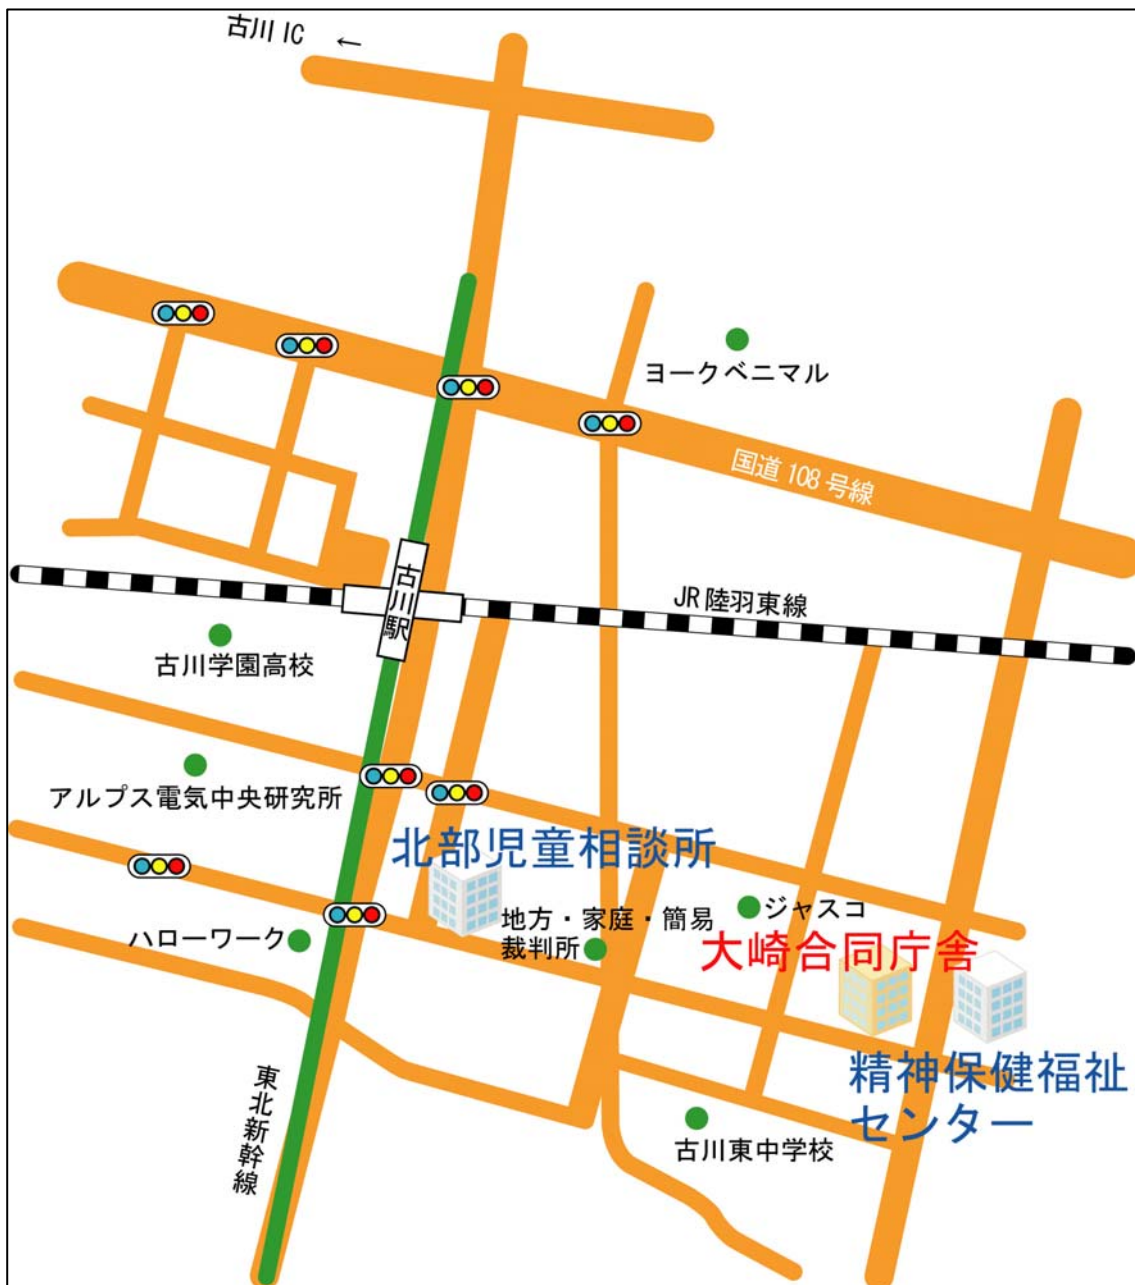 古川 IC ←
ヨークベニマル
国道 108 号線
古川駅
JR 陸羽東線
古川学園高校
アルプス電気中央研究所
北部児童相談所
地方・家庭・簡易
裁判所
ジャスコ
ハローワーク
大崎合同庁舎
精神保健福祉
センター
東北新幹線
古川東中学校